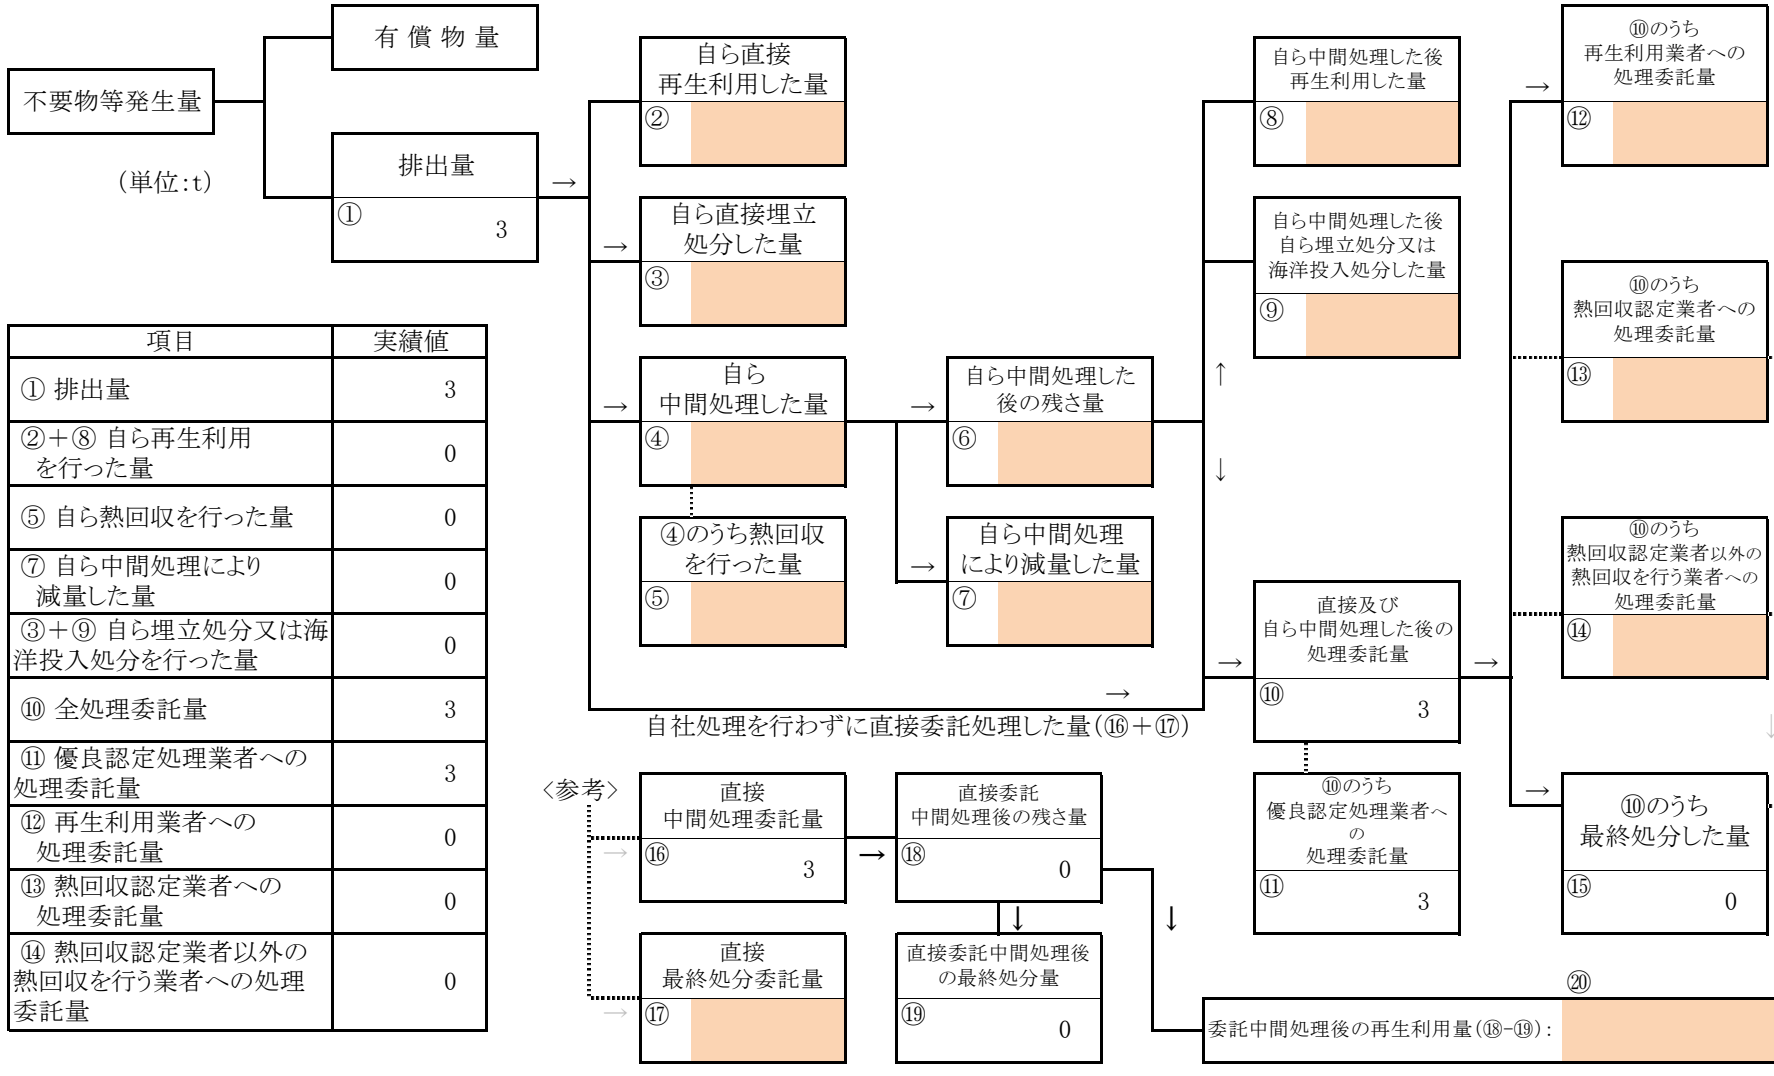 有 償 物 量
不要物等発生量
（単位:t）
排出量
①
3
→
自ら直接
再生利用した量
②
→
自ら直接埋立
処分した量
③
→
自ら
中間処理した量
④
④のうち熱回収
を行った量
⑤
→
自ら中間処理した
後の残さ量
⑥
→
自ら中間処理
により減量した量
⑦
自ら中間処理した後
再生利用した量
⑧
自ら中間処理した後
自ら埋立処分又は
海洋投入処分した量
⑨
↑
↓
→
直接及び
自ら中間処理した後の
処理委託量
⑩
3
→
⑩のうち
優良認定処理業者へ
の
処理委託量
⑪
3
→
⑩のうち
再生利用業者への
処理委託量
⑫
⑩のうち
熱回収認定業者への
処理委託量
⑬
⑩のうち
熱回収認定業者以外の
熱回収を行う業者への
処理委託量
⑭
↓
→
⑩のうち
最終処分した量
⑮
0
→
自社処理を行わずに直接委託処理した量(⑯＋⑰)
<参考>
→
直接
中間処理委託量
⑯
3
→
直接委託
中間処理後の残さ量
⑱
0
↓
↓
→
直接
最終処分委託量
⑰
直接委託中間処理後
の最終処分量
⑲
0
⑳
委託中間処理後の再生利用量(⑱-⑲):
項目 実績値
① 排出量 3
②＋⑧ 自ら再生利用
を行った量
0
⑤ 自ら熱回収を行った量 0
⑦ 自ら中間処理により
減量した量
0
③＋⑨ 自ら埋立処分又は海
洋投入処分を行った量
0
⑩ 全処理委託量 3
⑪ 優良認定処理業者への
処理委託量
3
⑫ 再生利用業者への
処理委託量
0
⑬ 熱回収認定業者への
処理委託量
0
⑭ 熱回収認定業者以外の
熱回収を行う業者への処理
委託量
0